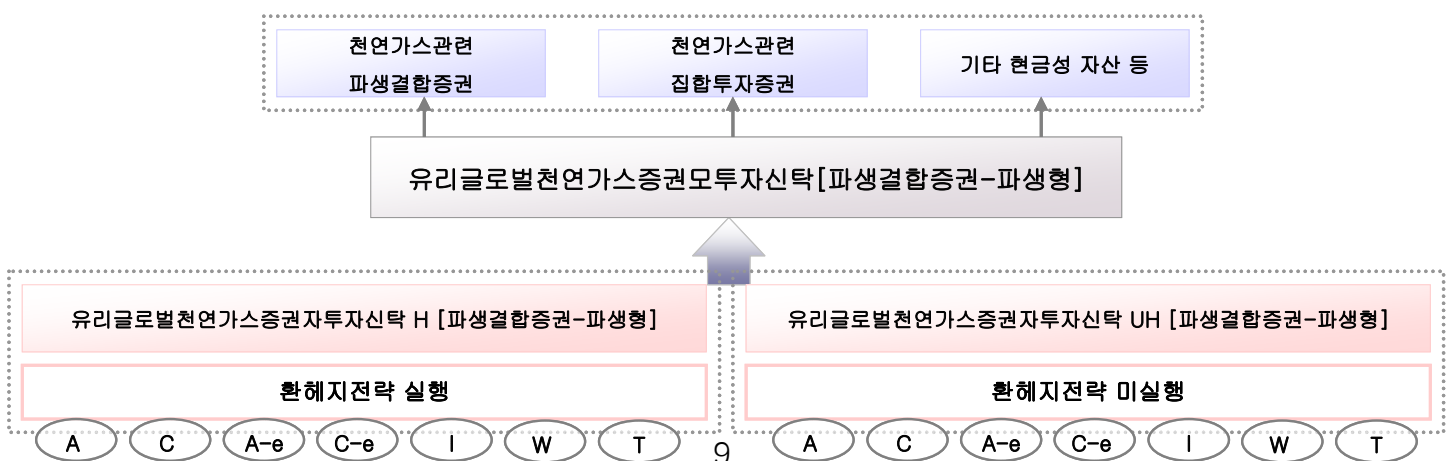 천연가스관련
파생결합증권
천연가스관련
집합투자증권
기타 현금성 자산 등
유리글로벌천연가스증권모투자신탁[파생결합증권-파생형]
유리글로벌천연가스증권자투자신탁 H [파생결합증권-파생형]
환헤지전략 실행
A C A-e C-e I W T
유리글로벌천연가스증권자투자신탁 UH [파생결합증권-파생형]
환헤지전략 미실행
A C A-e C-e I W T
9